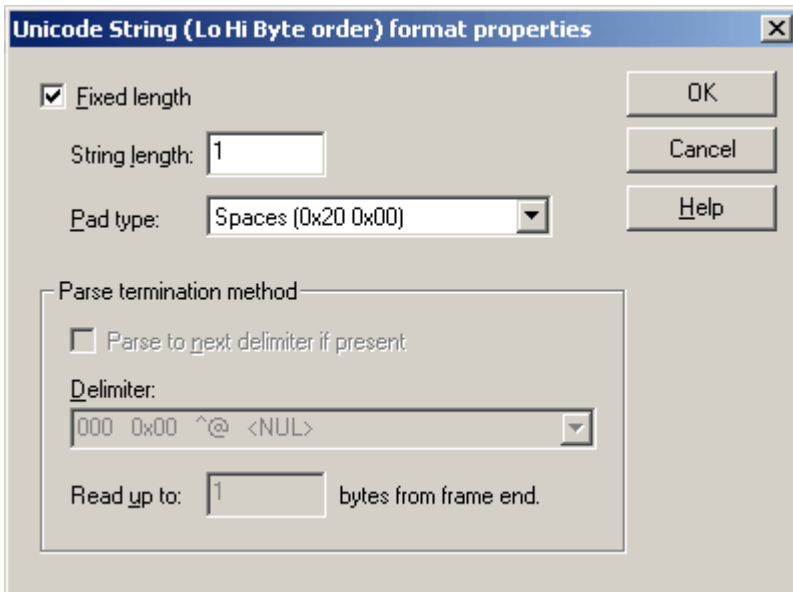 Unicode String (Lo Hi Byte order) format properties
Fixed length
OK
String length: 1
Cancel
Pad type: Spaces (0x20 0x00)
Help
Parse termination method
Parse to next delimiter if present
Delimiter:
000 0x00 ^@ <NUL>
Read up to: 1 bytes from frame end.